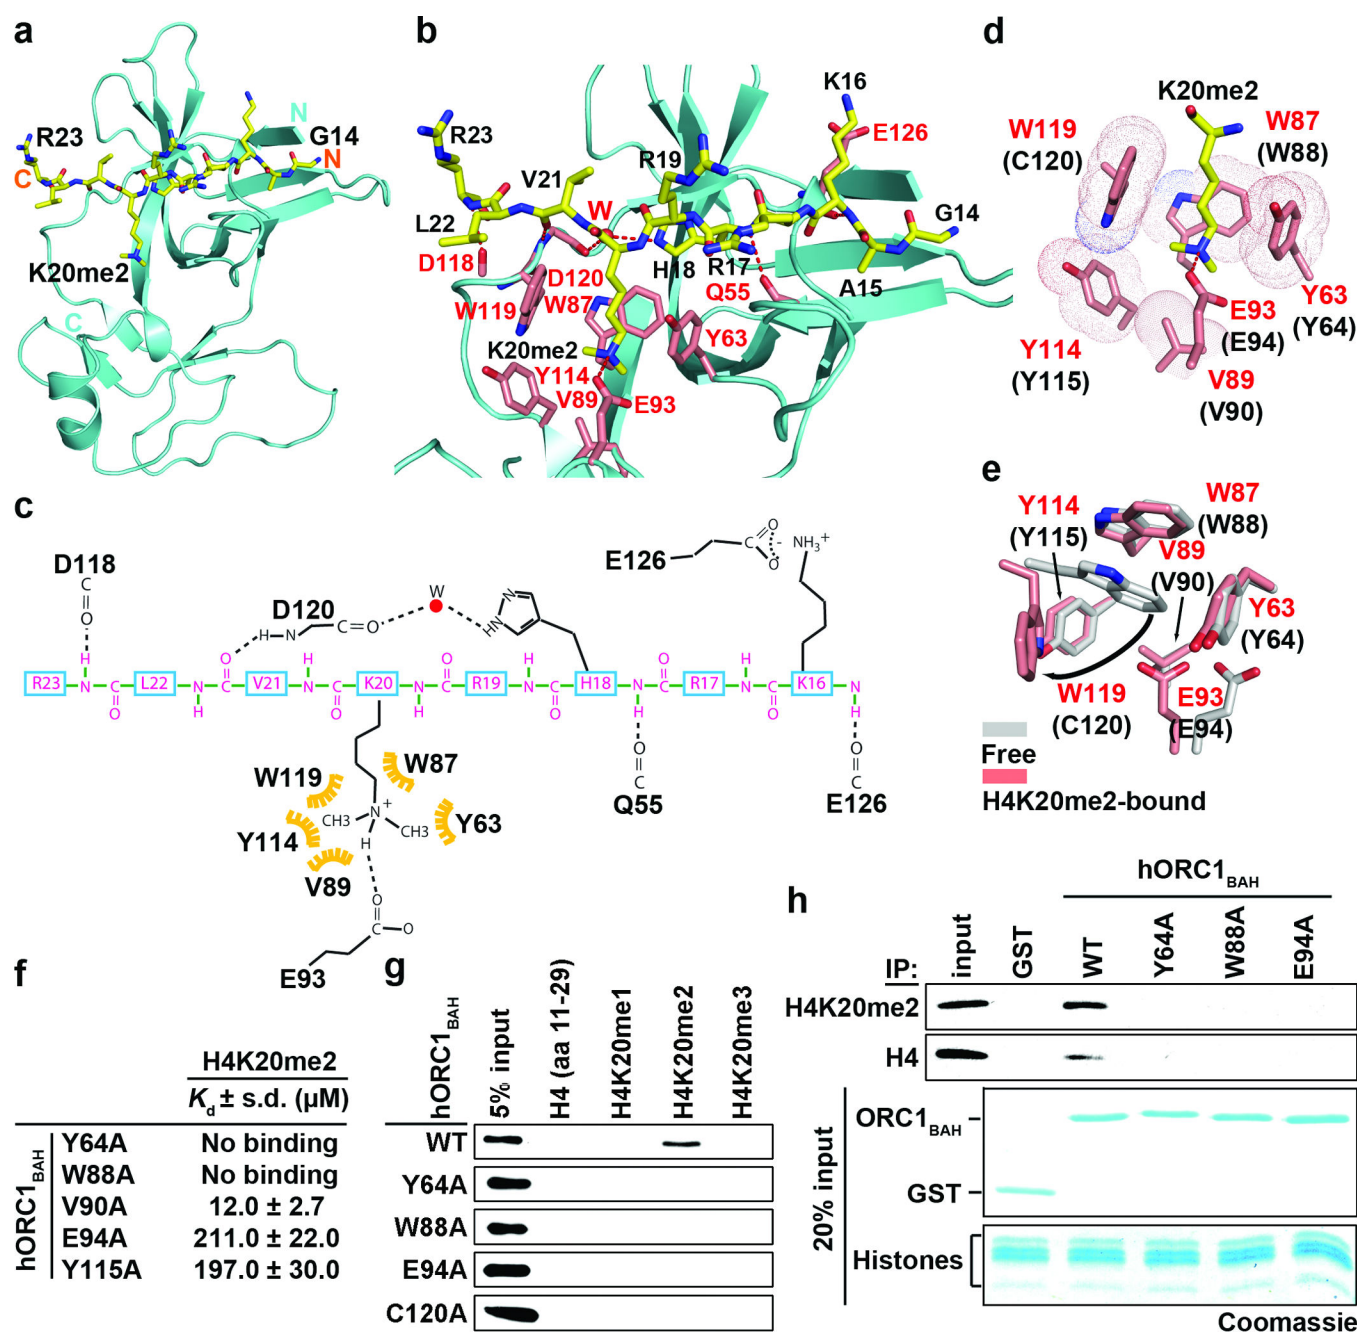 a
R23
N
G14
N
C
K20me2
C
b
K16
R23
E126
R19
V21
W
G14
L22
D118
D120
H18
R17
A15
W119
W87
Q55
Y63
K20me2
Y114
V89
E93
d
K20me2
W119
(C120)
W87
(W88)
Y63
(Y64)
E93
(E94)
Y114
(Y115)
V89
(V90)
c
D118
C
O
H
D120
H N C O
W
HN N
E126
C O O -
NH3+
R23 N C L22 N C V21 N C K20 N C R19 N C H18 N C R17 N C K16 N
W119
W87
N +
CH3
CH3
H
Y114
Y63
V89
O
C O
E93
O
C
Q55
O
C
E126
e
Y114
(Y115)
W87
(W88)
V89
(V90)
Y63
(Y64)
W119
(C120)
E93
(E94)
Free
H4K20me2-bound
f
H4K20me2
Kd ± s.d. (µM)
hORC1BAH
Y64A No binding
W88A No binding
V90A 12.0 ± 2.7
E94A 211.0 ± 22.0
Y115A 197.0 ± 30.0
g
hORC1BAH
5% input
H4 (aa 11-29)
H4K20me1
H4K20me2
H4K20me3
WT
Y64A
W88A
E94A
C120A
h
hORC1BAH
IP:
input
GST
WT
Y64A
W88A
E94A
H4K20me2
H4
20% input
ORC1BAH
GST
Histones
Coomassie